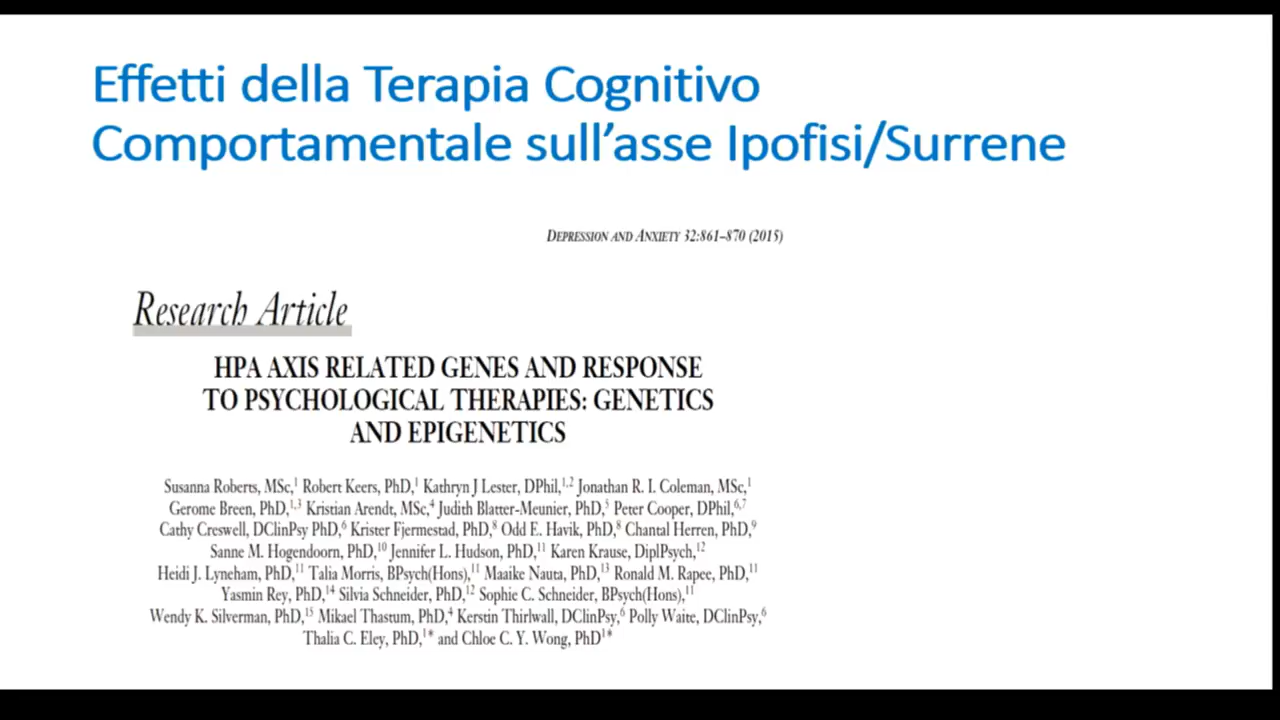 Effetti della Terapia Cognitivo
Comportamentale sull’asse Ipofisi/Surrene
DEPRESSION AND ANXIETY 32:861–870 (2015)
Research Article
HPA AXIS RELATED GENES AND RESPONSE
TO PSYCHOLOGICAL THERAPIES: GENETICS
AND EPIGENETICS
Susanna Roberts, MSc,1 Robert Keers, PhD,1 Kathryn J Lester, DPhil,1,2 Jonathan R. I. Coleman, MSc,1
Gerome Breen, PhD,1,3 Kristian Arendt, MSc,4 Judith Blatter-Meunier, PhD,5 Peter Cooper, DPhil,6,7
Cathy Creswell, DClinPsy PhD,6 Krister Fjermestad, PhD,8 Odd E. Havik, PhD,8 Chantal Herren, PhD,9
Sanne M. Hogendoorn, PhD,10 Jennifer L. Hudson, PhD,11 Karen Krause, DiplPsych,12
Heidi J. Lyneham, PhD,11 Talia Morris, BPsych(Hons),11 Maaike Nauta, PhD,13 Ronald M. Rapee, PhD,11
Yasmin Rey, PhD,14 Silvia Schneider, PhD,12 Sophie C. Schneider, BPsych(Hons),11
Wendy K. Silverman, PhD,15 Mikael Thastum, PhD,4 Kerstin Thirlwall, DClinPsy,6 Polly Waite, DClinPsy,6
Thalia C. Eley, PhD,1* and Chloe C. Y. Wong, PhD1*